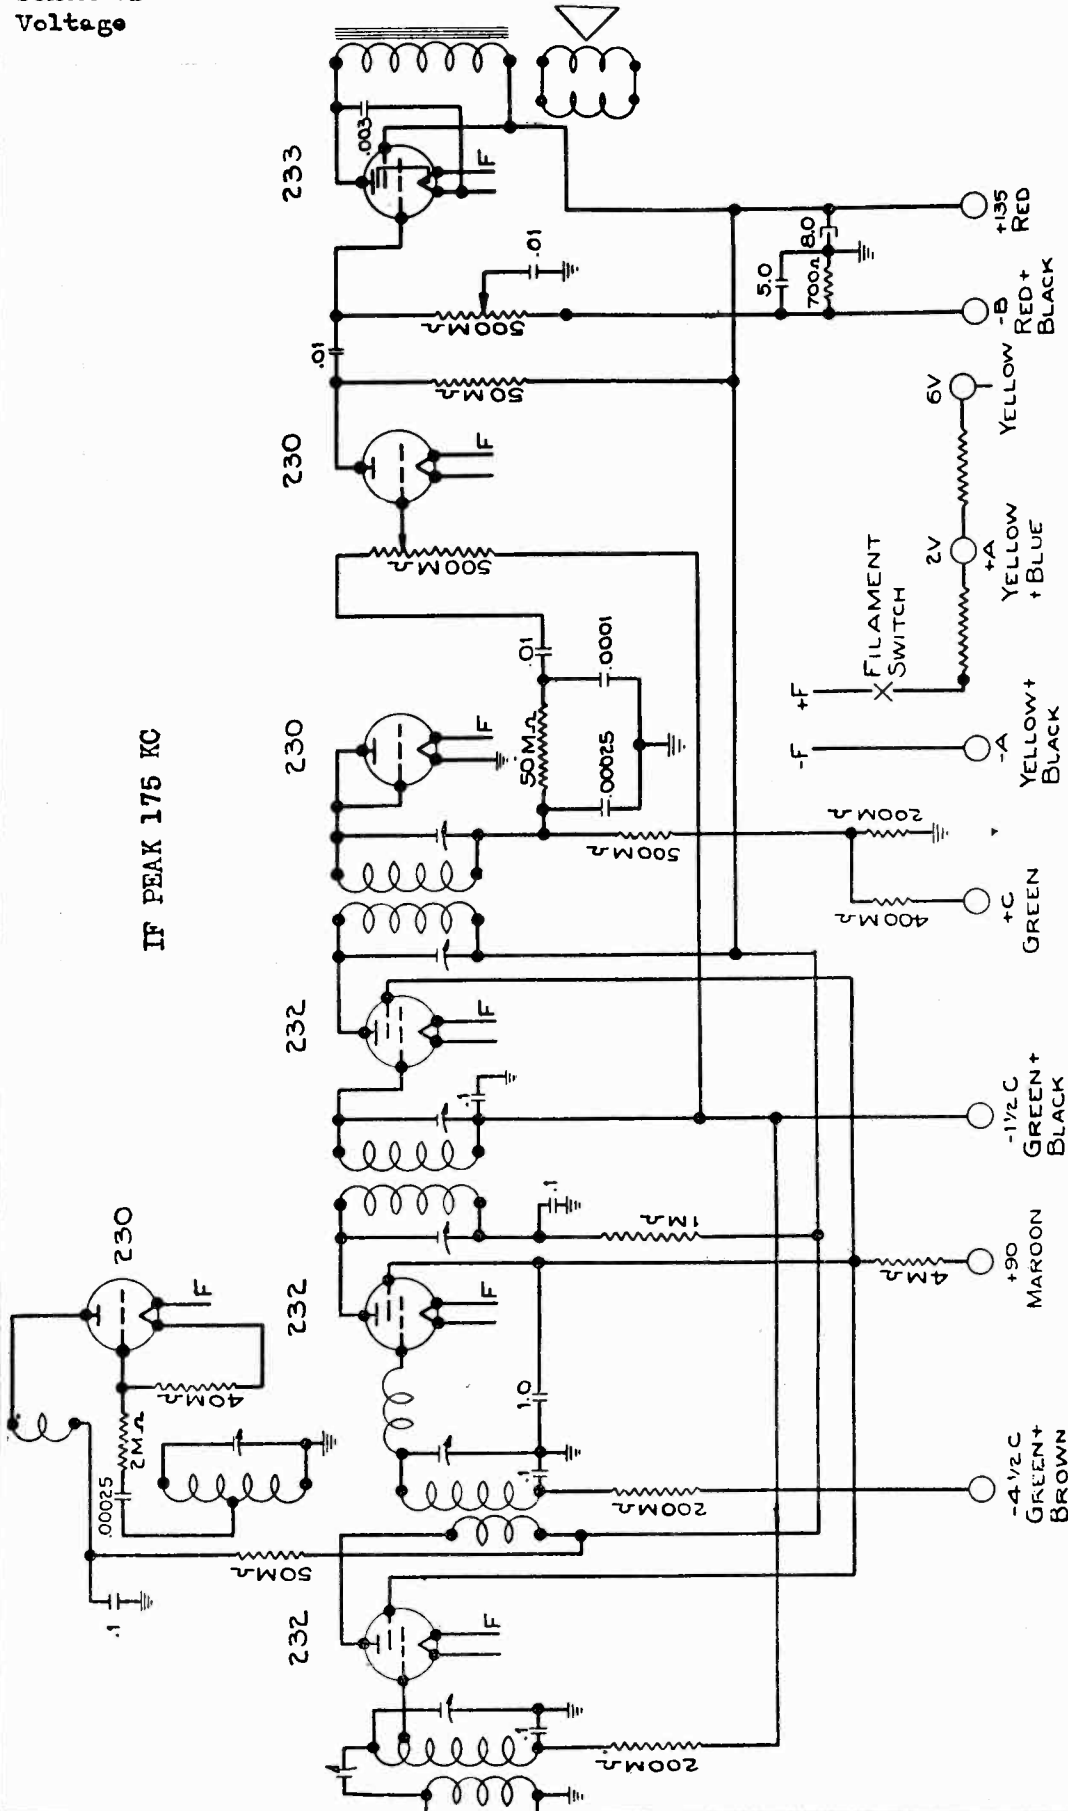 Voltage
IF PEAK 175 KC
233
.003
F
.01
500MΩ
.01
50MΩ
5.0
700Ω
8.0
+135
RED
-B
RED+
BLACK
230
F
500MΩ
6V
YELLOW
2V
+A
YELLOW
+BLUE
FILAMENT
SWITCH
+F
-F
-A
YELLOW+
BLACK
230
F
.01
50MΩ
.0001
.00025
500MΩ
200MΩ
400MΩ
+C
GREEN
232
F
.1
-1½C
GREEN+
BLACK
.1
1MΩ
+90
MAROON
4MΩ
232
F
1.0
.1
200MΩ
-4½C
GREEN+
BROWN
230
F
40MΩ
2MΩ
.00025
50MΩ
.1
232
F
.1
200MΩ